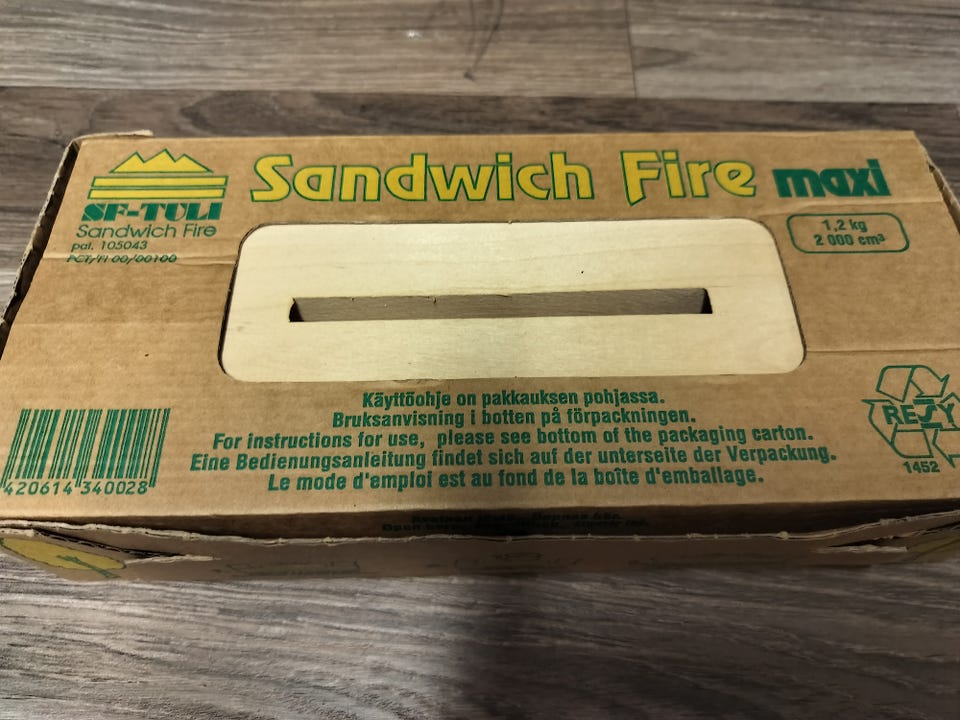 Sandwich Fire maxi
SF-TULI
Sandwich Fire
pat. 105043
PCT/FI 00/00100
1,2 kg
2 000 cm³
Käyttöohje on pakkauksen pohjassa.
Bruksanvisning i botten på förpackningen.
For instructions for use, please see bottom of the packaging carton.
Eine Bedienungsanleitung findet sich auf der unterseite der Verpackung.
Le mode d'emploi est au fond de la boîte d'emballage.
420614 340028
RESY
1452